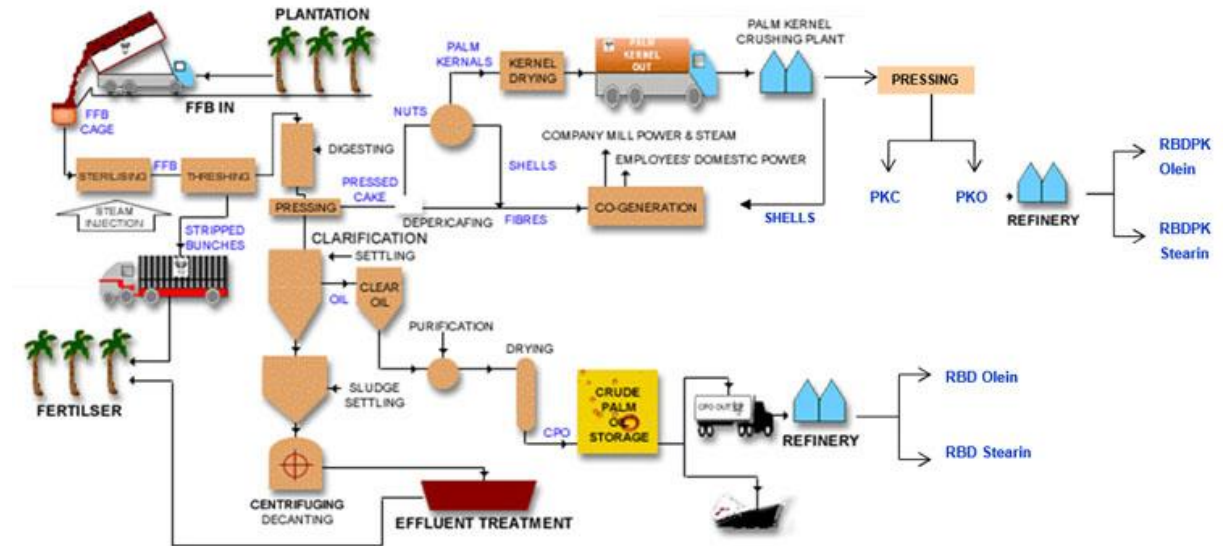 PLANTATION
FFB IN
FFB
CAGE
STERILISING
FFB
THRESHING
STEAM
INJECTION
STRIPPED
BUNCHES
FERTILSER
DIGESTING
PRESSING
PRESSED
CAKE
NUTS
PALM
KERNALS
KERNEL
DRYING
PALM
KERNEL
OUT
PALM KERNEL
CRUSHING PLANT
PRESSING
SHELLS
DEPERICAFING
FIBRES
COMPANY MILL POWER & STEAM
EMPLOYEES' DOMESTIC POWER
CO-GENERATION
SHELLS
PKC
PKO
REFINERY
RBDPK
Olein
RBDPK
Stearin
CLARIFICATION
SETTLING
OIL
CLEAR
OIL
PURIFICATION
DRYING
SLUDGE
SETTLING
CENTRIFUGING
DECANTING
EFFLUENT TREATMENT
CPO
CRUDE
PALM
OIL
STORAGE
CPO OUT
REFINERY
RBD Olein
RBD Stearin